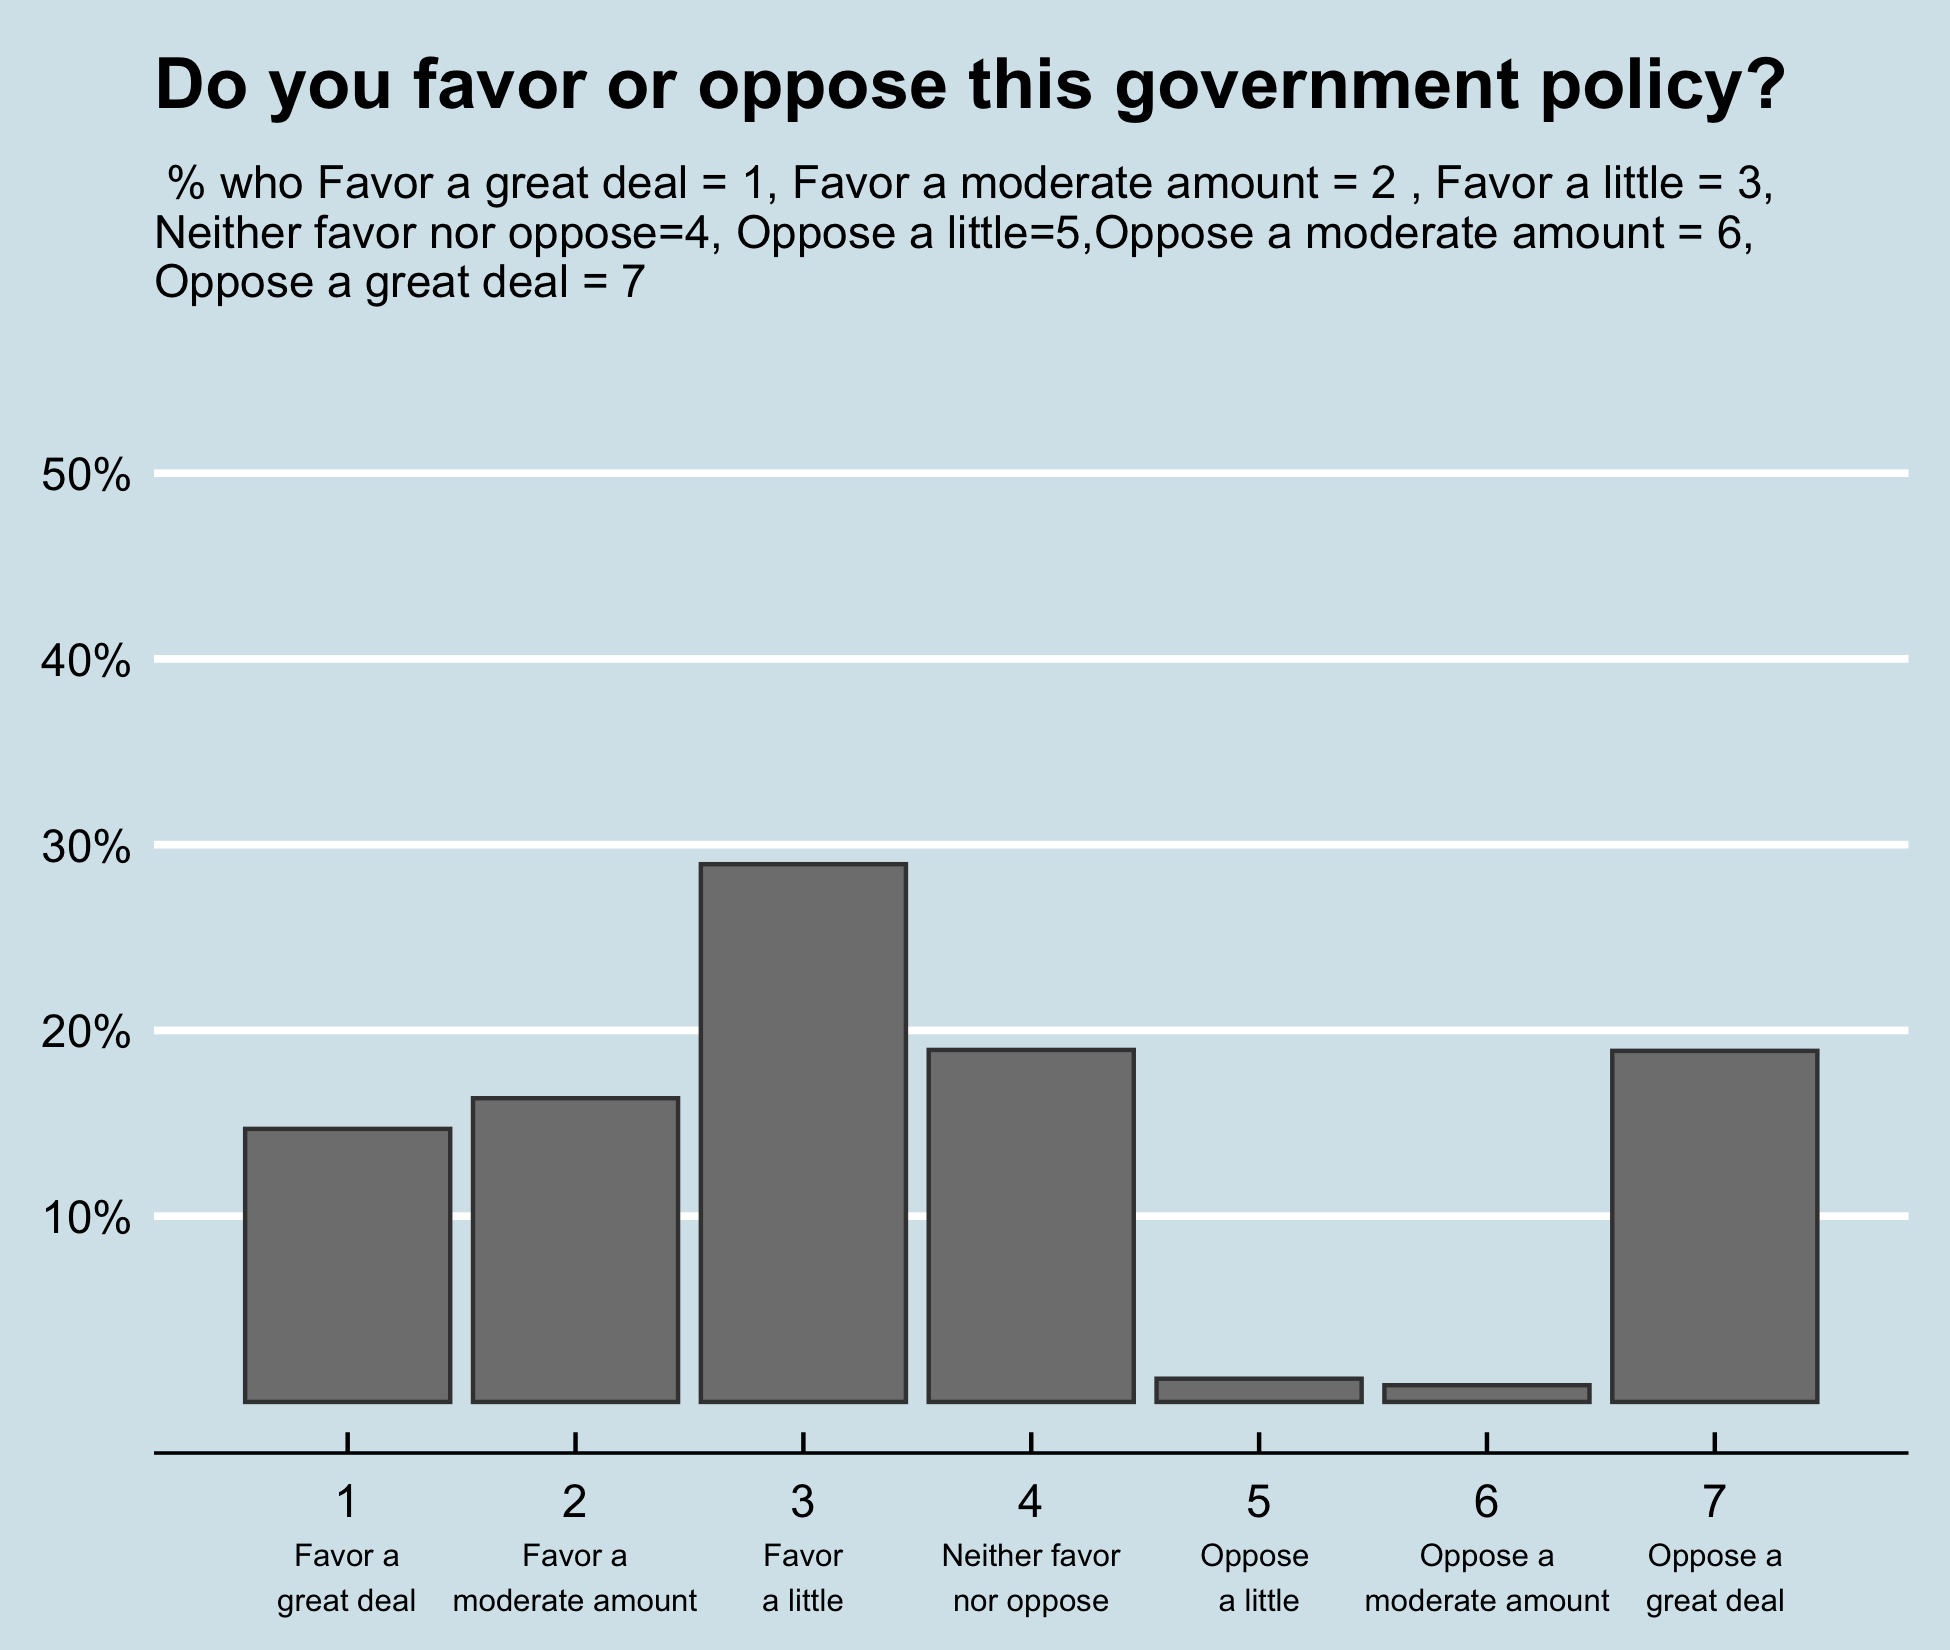 Do you favor or oppose this government policy?
% who Favor a great deal = 1, Favor a moderate amount = 2 , Favor a little = 3,
Neither favor nor oppose=4, Oppose a little=5,Oppose a moderate amount = 6,
Oppose a great deal = 7
50%
40%
30%
20%
10%
1 2 3 4 5 6 7
Favor a Favor a Favor Neither favor Oppose Oppose a Oppose a
great deal moderate amount a little nor oppose a little moderate amount great deal